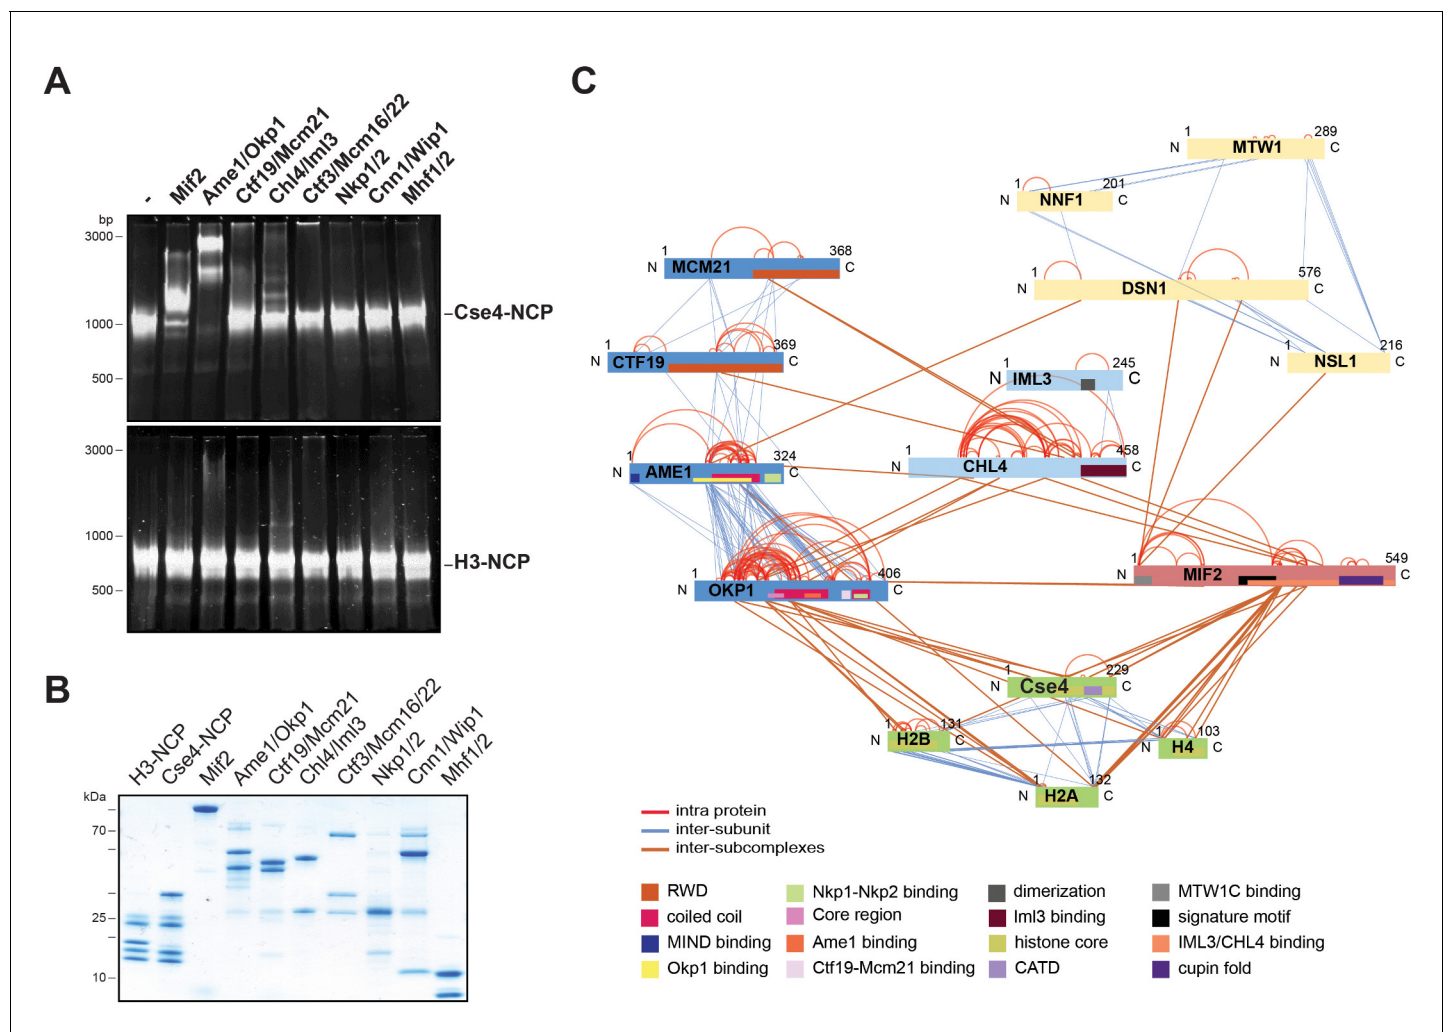 A
-
Mif2
Ame1/Okp1
Ctf19/Mcm21
Chl4/Iml3
Ctf3/Mcm16/22
Nkp1/2
Cnn1/Wip1
Mhf1/2
bp
3000
1000
500
Cse4-NCP
3000
1000
500
H3-NCP
B
H3-NCP
Cse4-NCP
Mif2
Ame1/Okp1
Ctf19/Mcm21
Chl4/Iml3
Ctf3/Mcm16/22
Nkp1/2
Cnn1/Wip1
Mhf1/2
kDa
70
25
10
C
1 289
N MTW1 C
1 201
N NNF1 C
1 368
N MCM21 C
1 576
N DSN1 C
1 369
N CTF19 C
1 216
N NSL1 C
1 245
N IML3 C
1 324
N AME1 C
1 458
N CHL4 C
1 406
N OKP1 C
1 549
N MIF2 C
1 229
N Cse4 C
1 131
N H2B C
1 103
N H4 C
1 132
N H2A C
intra protein
inter-subunit
inter-subcomplexes
RWD
coiled coil
MIND binding
Okp1 binding
Nkp1-Nkp2 binding
Core region
Ame1 binding
Ctf19-Mcm21 binding
dimerization
Iml3 binding
histone core
CATD
MTW1C binding
signature motif
IML3/CHL4 binding
cupin fold